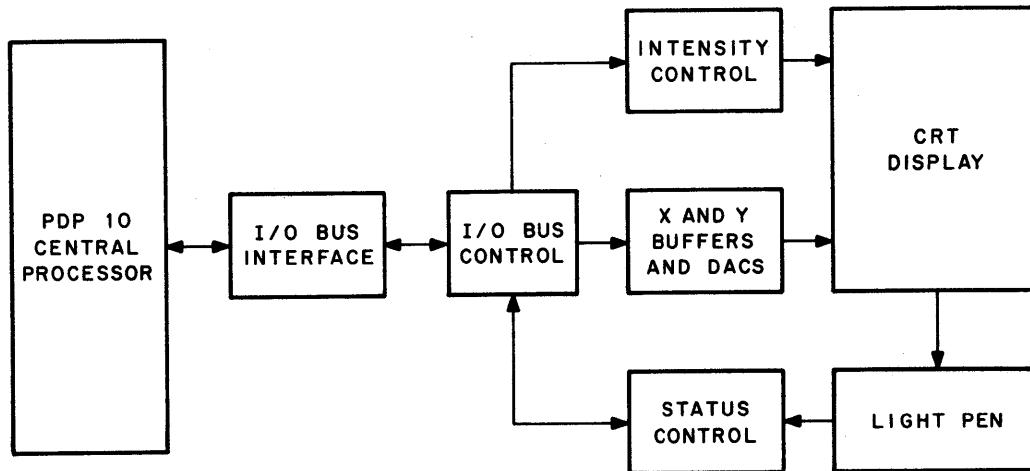 PDP 10
CENTRAL
PROCESSOR
I/O BUS
INTERFACE
I/O BUS
CONTROL
INTENSITY
CONTROL
X AND Y
BUFFERS
AND DACS
STATUS
CONTROL
CRT
DISPLAY
LIGHT PEN